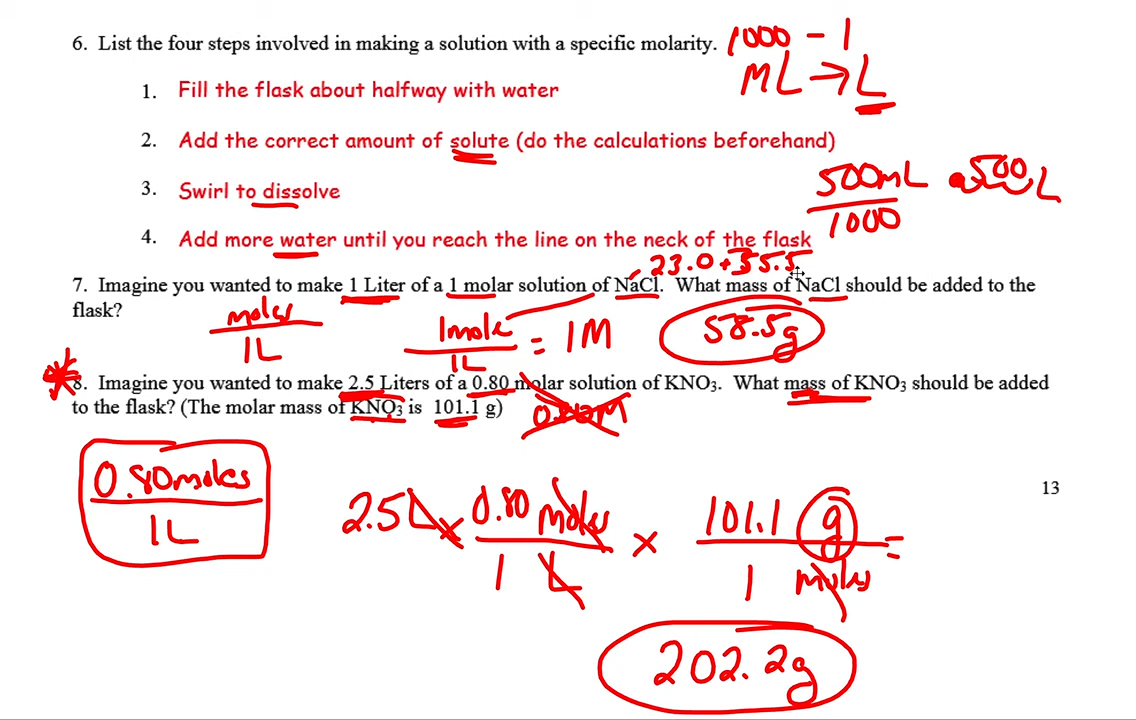 6. List the four steps involved in making a solution with a specific molarity.
1000 - 1
mL → L
1. Fill the flask about halfway with water
2. Add the correct amount of solute (do the calculations beforehand)
500mL .500 L
1000
3. Swirl to dissolve
4. Add more water until you reach the line on the neck of the flask
23.0 + 35.5
7. Imagine you wanted to make 1 Liter of a 1 molar solution of NaCl. What mass of NaCl should be added to the
flask?
moles
1L
1mole
1L
= 1M
58.5g
8. Imagine you wanted to make 2.5 Liters of a 0.80 molar solution of KNO₃. What mass of KNO₃ should be added
to the flask? (The molar mass of KNO₃ is 101.1 g)
0.80M
0.80moles
1L
13
2.5L x 0.80 moles x 101.1 g =
1 L 1 moles
202.2g